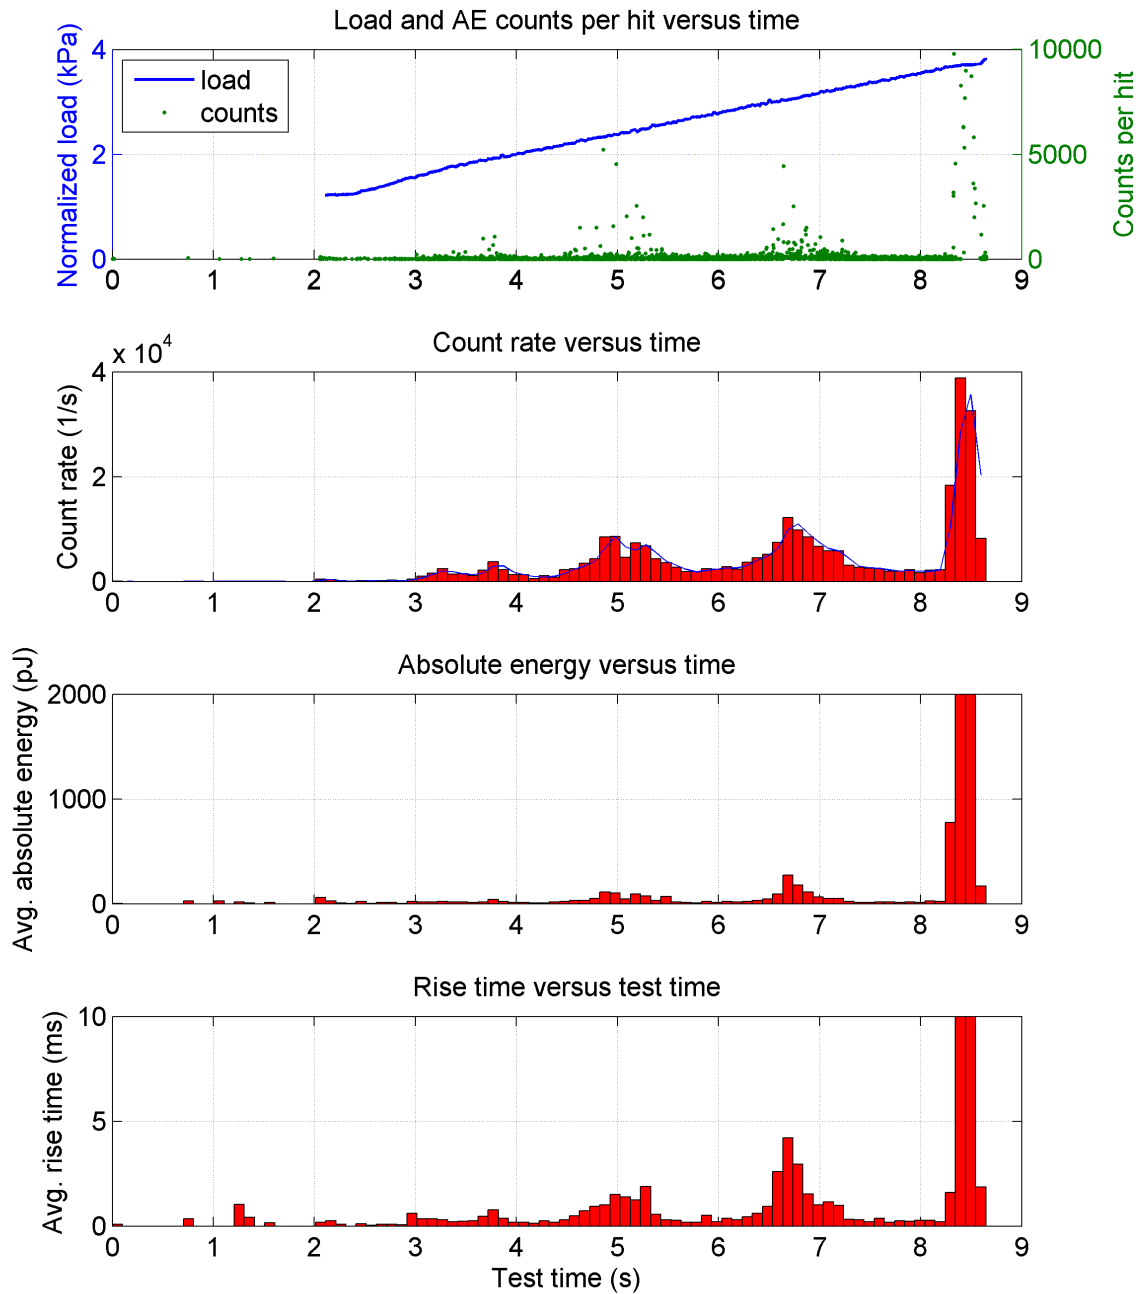 Load and AE counts per hit versus time
Normalized load (kPa)
4
2
0
load
counts
10000
5000
0
Counts per hit
0 1 2 3 4 5 6 7 8 9
Count rate versus time
x 10^4
Count rate (1/s)
4
2
0
0 1 2 3 4 5 6 7 8 9
Absolute energy versus time
Avg. absolute energy (pJ)
2000
1000
0
0 1 2 3 4 5 6 7 8 9
Rise time versus test time
Avg. rise time (ms)
10
5
0
0 1 2 3 4 5 6 7 8 9
Test time (s)